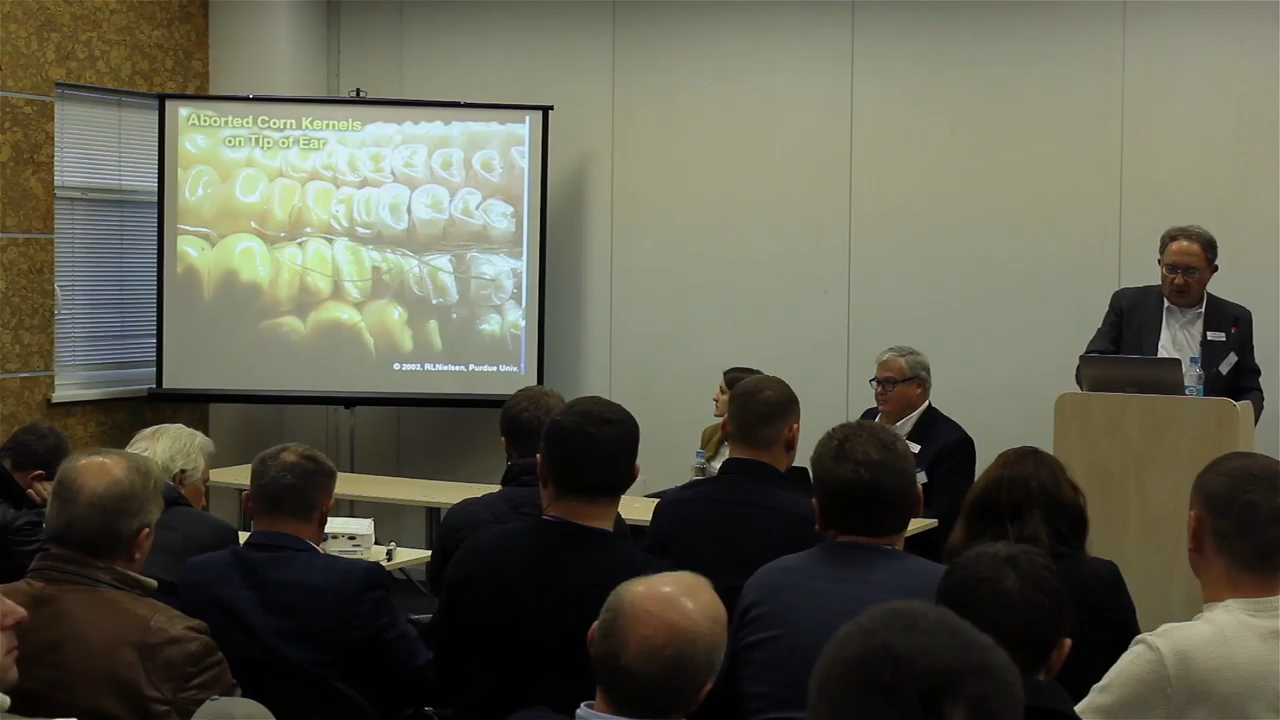 Aborted Corn Kernels
on Tip of Ear
© 2003, RLNielsen, Purdue Univ.